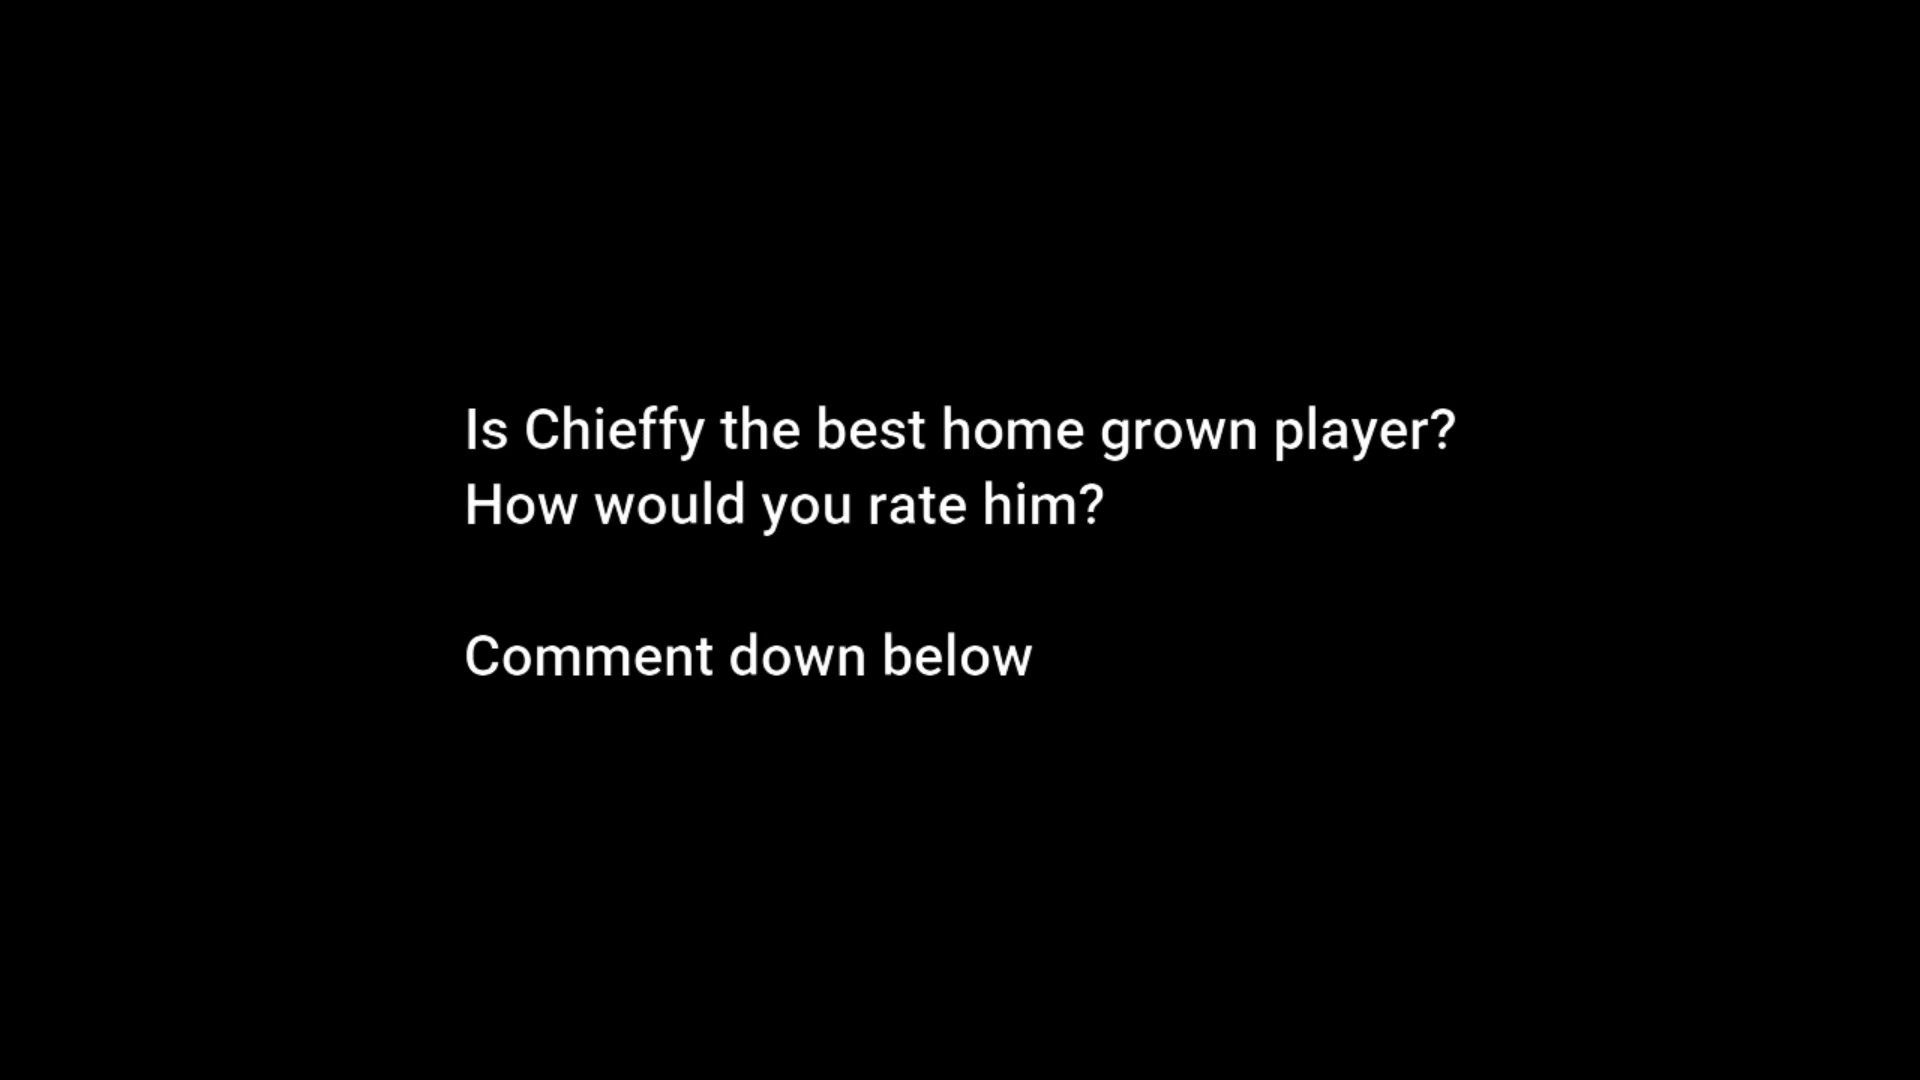 Is Chieffy the best home grown player?
How would you rate him?
Comment down below